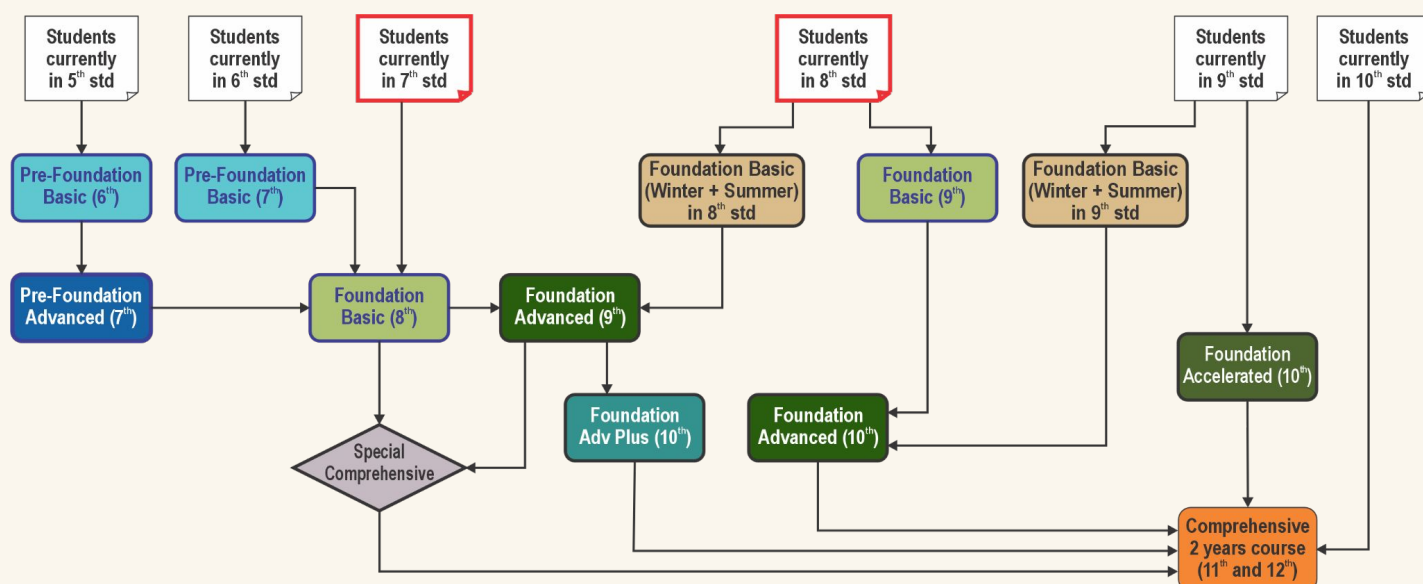 Students
currently
in 5th std
Students
currently
in 6th std
Students
currently
in 7th std
Students
currently
in 8th std
Students
currently
in 9th std
Students
currently
in 10th std
Pre-Foundation
Basic (6th)
Pre-Foundation
Basic (7th)
Foundation Basic
(Winter + Summer)
in 8th std
Foundation
Basic (9th)
Foundation Basic
(Winter + Summer)
in 9th std
Pre-Foundation
Advanced (7th)
Foundation
Basic (8th)
Foundation
Advanced (9th)
Foundation
Accelerated (10th)
Foundation
Adv Plus (10th)
Foundation
Advanced (10th)
Special
Comprehensive
Comprehensive
2 years course
(11th and 12th)